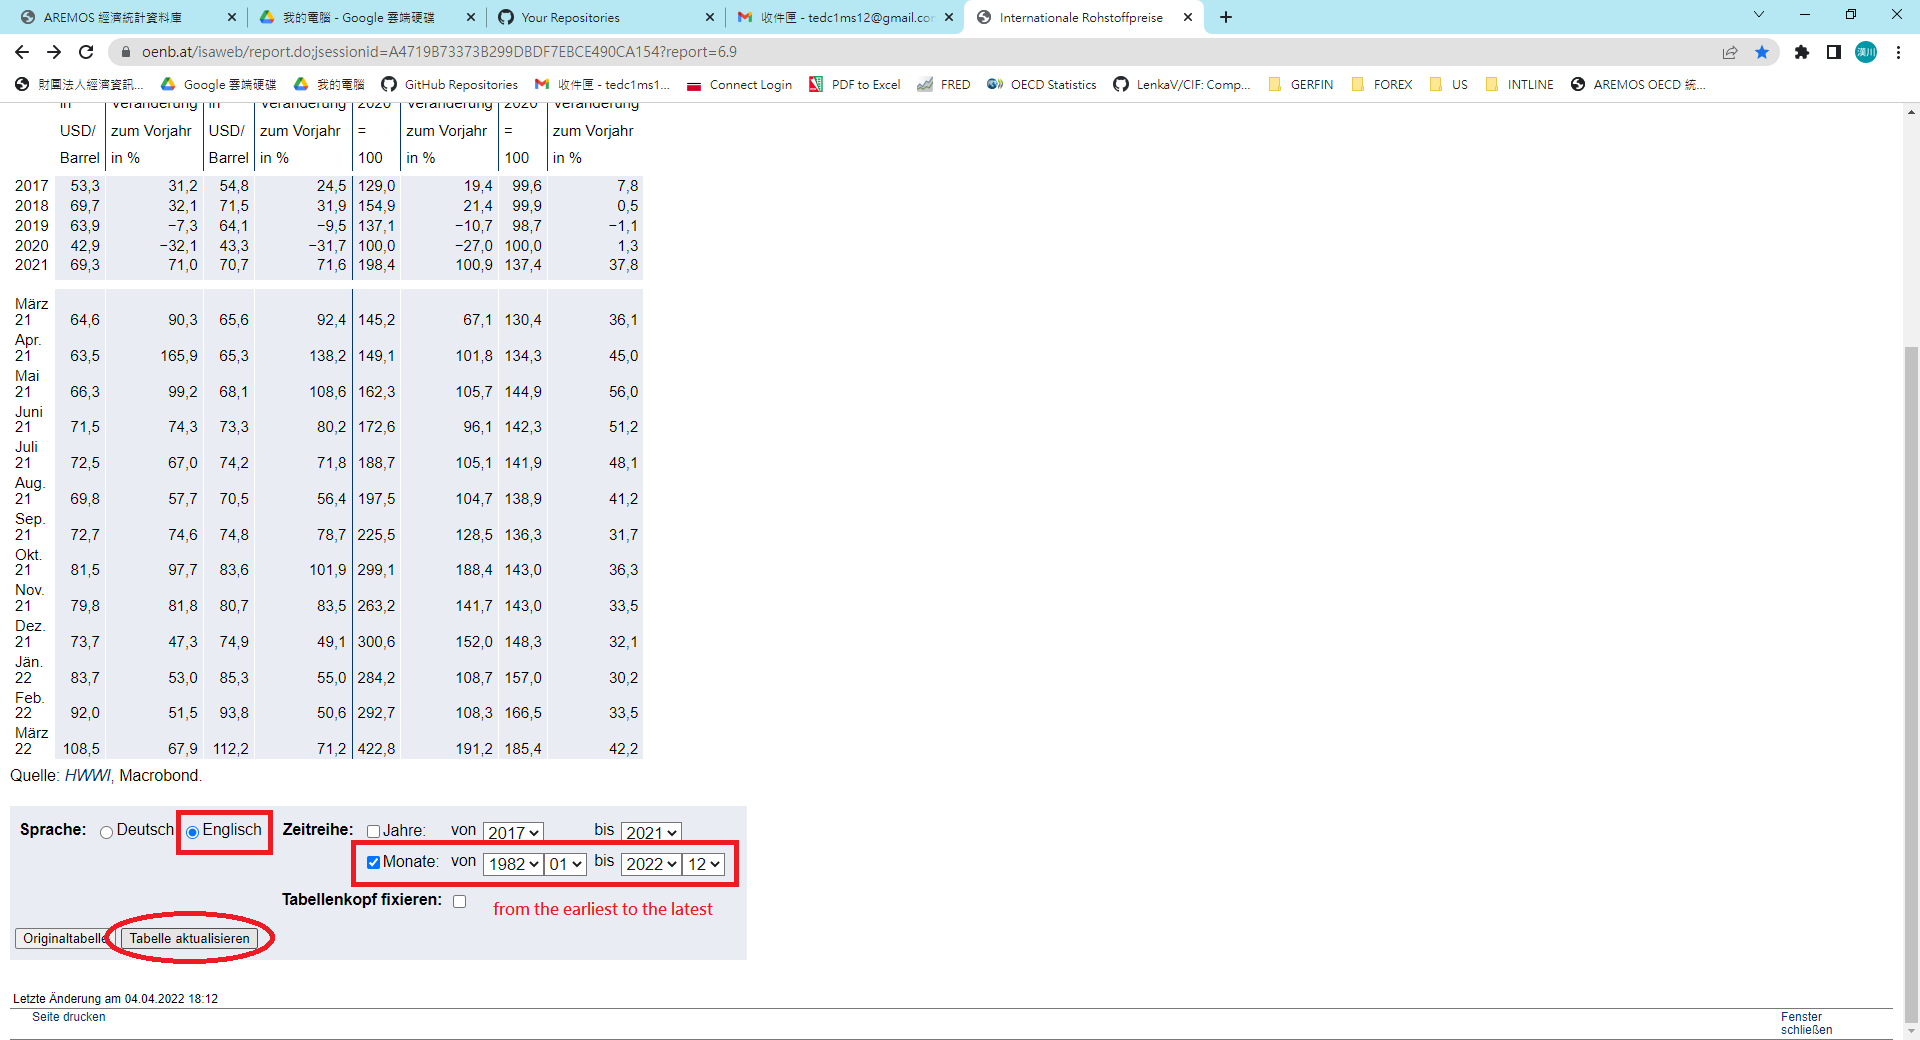 AREMOS 經濟統計資料庫
我的電腦 - Google 雲端硬碟
Your Repositories
收件匣 - tedc1ms12@gmail.com
Internationale Rohstoffpreise
oenb.at/isaweb/report.do;jsessionid=A4719B73373B299DBDF7EBCE490CA154?report=6.9
漢川
財團法人經濟資訊... Google 雲端硬碟 我的電腦 GitHub Repositories 收件匣 - tedc1ms1... Connect Login PDF to Excel FRED OECD Statistics LenkaV/CIF: Comp... GERFIN FOREX US INTLINE AREMOS OECD 統...
in Veränderung in Veränderung 2020 Veränderung 2020 Veränderung
USD/ zum Vorjahr USD/ zum Vorjahr = zum Vorjahr = zum Vorjahr
Barrel in % Barrel in % 100 in % 100 in %
2017 53,3 31,2 54,8 24,5 129,0 19,4 99,6 7,8
2018 69,7 32,1 71,5 31,9 154,9 21,4 99,9 0,5
2019 63,9 −7,3 64,1 −9,5 137,1 −10,7 98,7 −1,1
2020 42,9 −32,1 43,3 −31,7 100,0 −27,0 100,0 1,3
2021 69,3 71,0 70,7 71,6 198,4 100,9 137,4 37,8
März
21 64,6 90,3 65,6 92,4 145,2 67,1 130,4 36,1
Apr.
21 63,5 165,9 65,3 138,2 149,1 101,8 134,3 45,0
Mai
21 66,3 99,2 68,1 108,6 162,3 105,7 144,9 56,0
Juni
21 71,5 74,3 73,3 80,2 172,6 96,1 142,3 51,2
Juli
21 72,5 67,0 74,2 71,8 188,7 105,1 141,9 48,1
Aug.
21 69,8 57,7 70,5 56,4 197,5 104,7 138,9 41,2
Sep.
21 72,7 74,6 74,8 78,7 225,5 128,5 136,3 31,7
Okt.
21 81,5 97,7 83,6 101,9 299,1 188,4 143,0 36,3
Nov.
21 79,8 81,8 80,7 83,5 263,2 141,7 143,0 33,5
Dez.
21 73,7 47,3 74,9 49,1 300,6 152,0 148,3 32,1
Jän.
22 83,7 53,0 85,3 55,0 284,2 108,7 157,0 30,2
Feb.
22 92,0 51,5 93,8 50,6 292,7 108,3 166,5 33,5
März
22 108,5 67,9 112,2 71,2 422,8 191,2 185,4 42,2
Quelle: HWWI, Macrobond.
Sprache: Deutsch Englisch Zeitreihe: Jahre: von 2017 bis 2021
Monate: von 1982 01 bis 2022 12
Tabellenkopf fixieren:
from the earliest to the latest
Originaltabelle Tabelle aktualisieren
Letzte Änderung am 04.04.2022 18:12
Seite drucken
Fenster
schließen